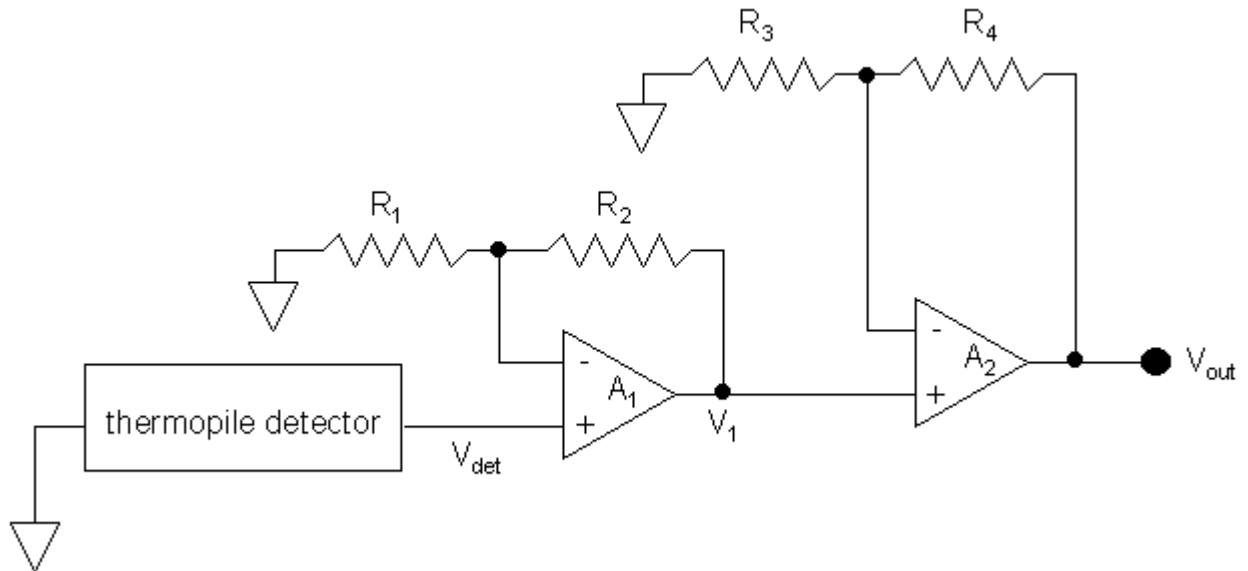 R₃
R₄
R₁
R₂
-
A₂
+
Vout
-
A₁
+
V₁
thermopile detector
Vdet